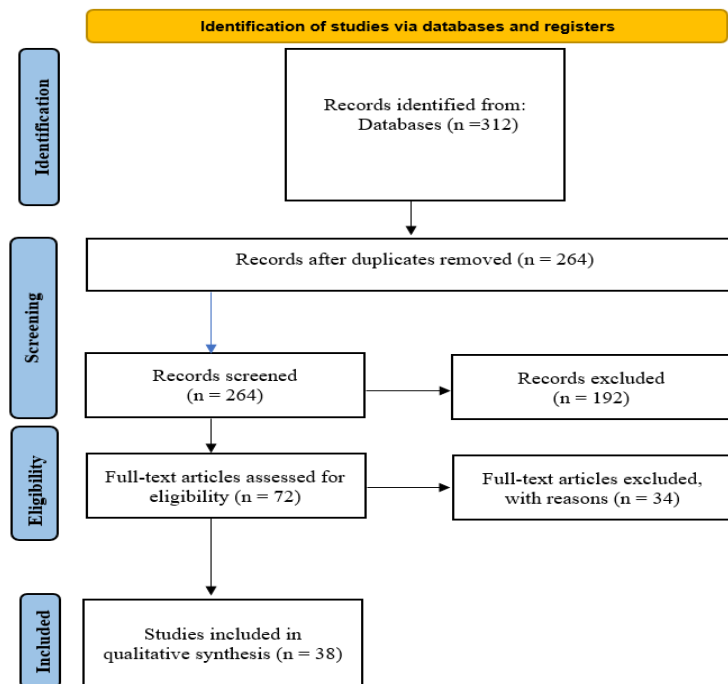 Identification of studies via databases and registers
Identification
Records identified from:
Databases (n =312)
Screening
Records after duplicates removed (n = 264)
Records screened
(n = 264)
Records excluded
(n = 192)
Eligibility
Full-text articles assessed for
eligibility (n = 72)
Full-text articles excluded,
with reasons (n = 34)
Included
Studies included in
qualitative synthesis (n = 38)